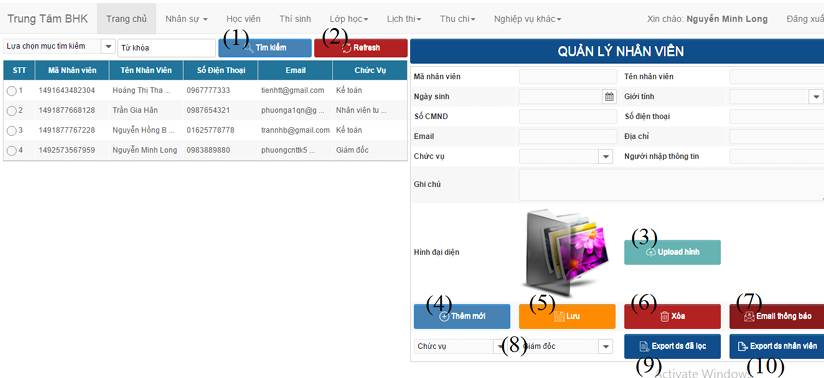 Trung Tâm BHK Trang chủ Nhân sự Học viên Thí sinh Lớp học Lịch thi Thu chi Nghiệp vụ khác Xin chào: Nguyễn Minh Long Đăng xuất
Lựa chọn mục tìm kiếm Từ khóa (1) Tìm kiếm (2) Refresh
STT Mã Nhân viên Tên Nhân Viên Số Điện Thoại Email Chức Vụ
1 1491643482304 Hoàng Thị Tha ... 0967777333 tienhtt@gmail.com Kế toán
2 1491877668128 Trần Gia Hân 0987654321 phuonga1qn@g ... Nhân viên tu ...
3 1491877767228 Nguyễn Hồng B ... 01625778778 trannhb@gmail.com Kế toán
4 1492573567959 Nguyễn Minh Long 0983889880 phuongcnttk5 ... Giám đốc
QUẢN LÝ NHÂN VIÊN
Mã nhân viên Tên nhân viên
Ngày sinh Giới tính
Số CMND Số điện thoại
Email Địa chỉ
Chức vụ Người nhập thông tin
Ghi chú
Hình đại diện (3) Upload hình
(4) Thêm mới (5) Lưu (6) Xóa (7) Email thông báo
Chức vụ (8) Giám đốc (9) Export ds đã lọc (10) Export ds nhân viên
Activate Windows